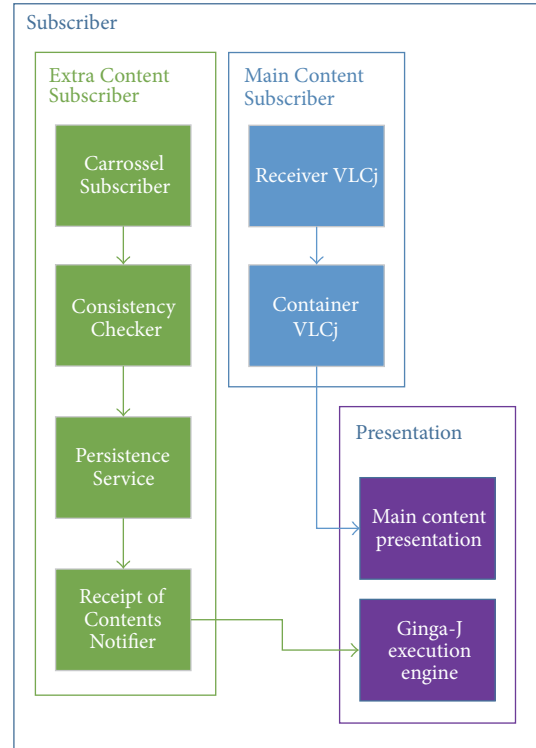 Subscriber
Extra Content
Subscriber
Carrossel
Subscriber
Consistency
Checker
Persistence
Service
Receipt of
Contents
Notifier
Main Content
Subscriber
Receiver VLCj
Container
VLCj
Presentation
Main content
presentation
Ginga-J
execution
engine